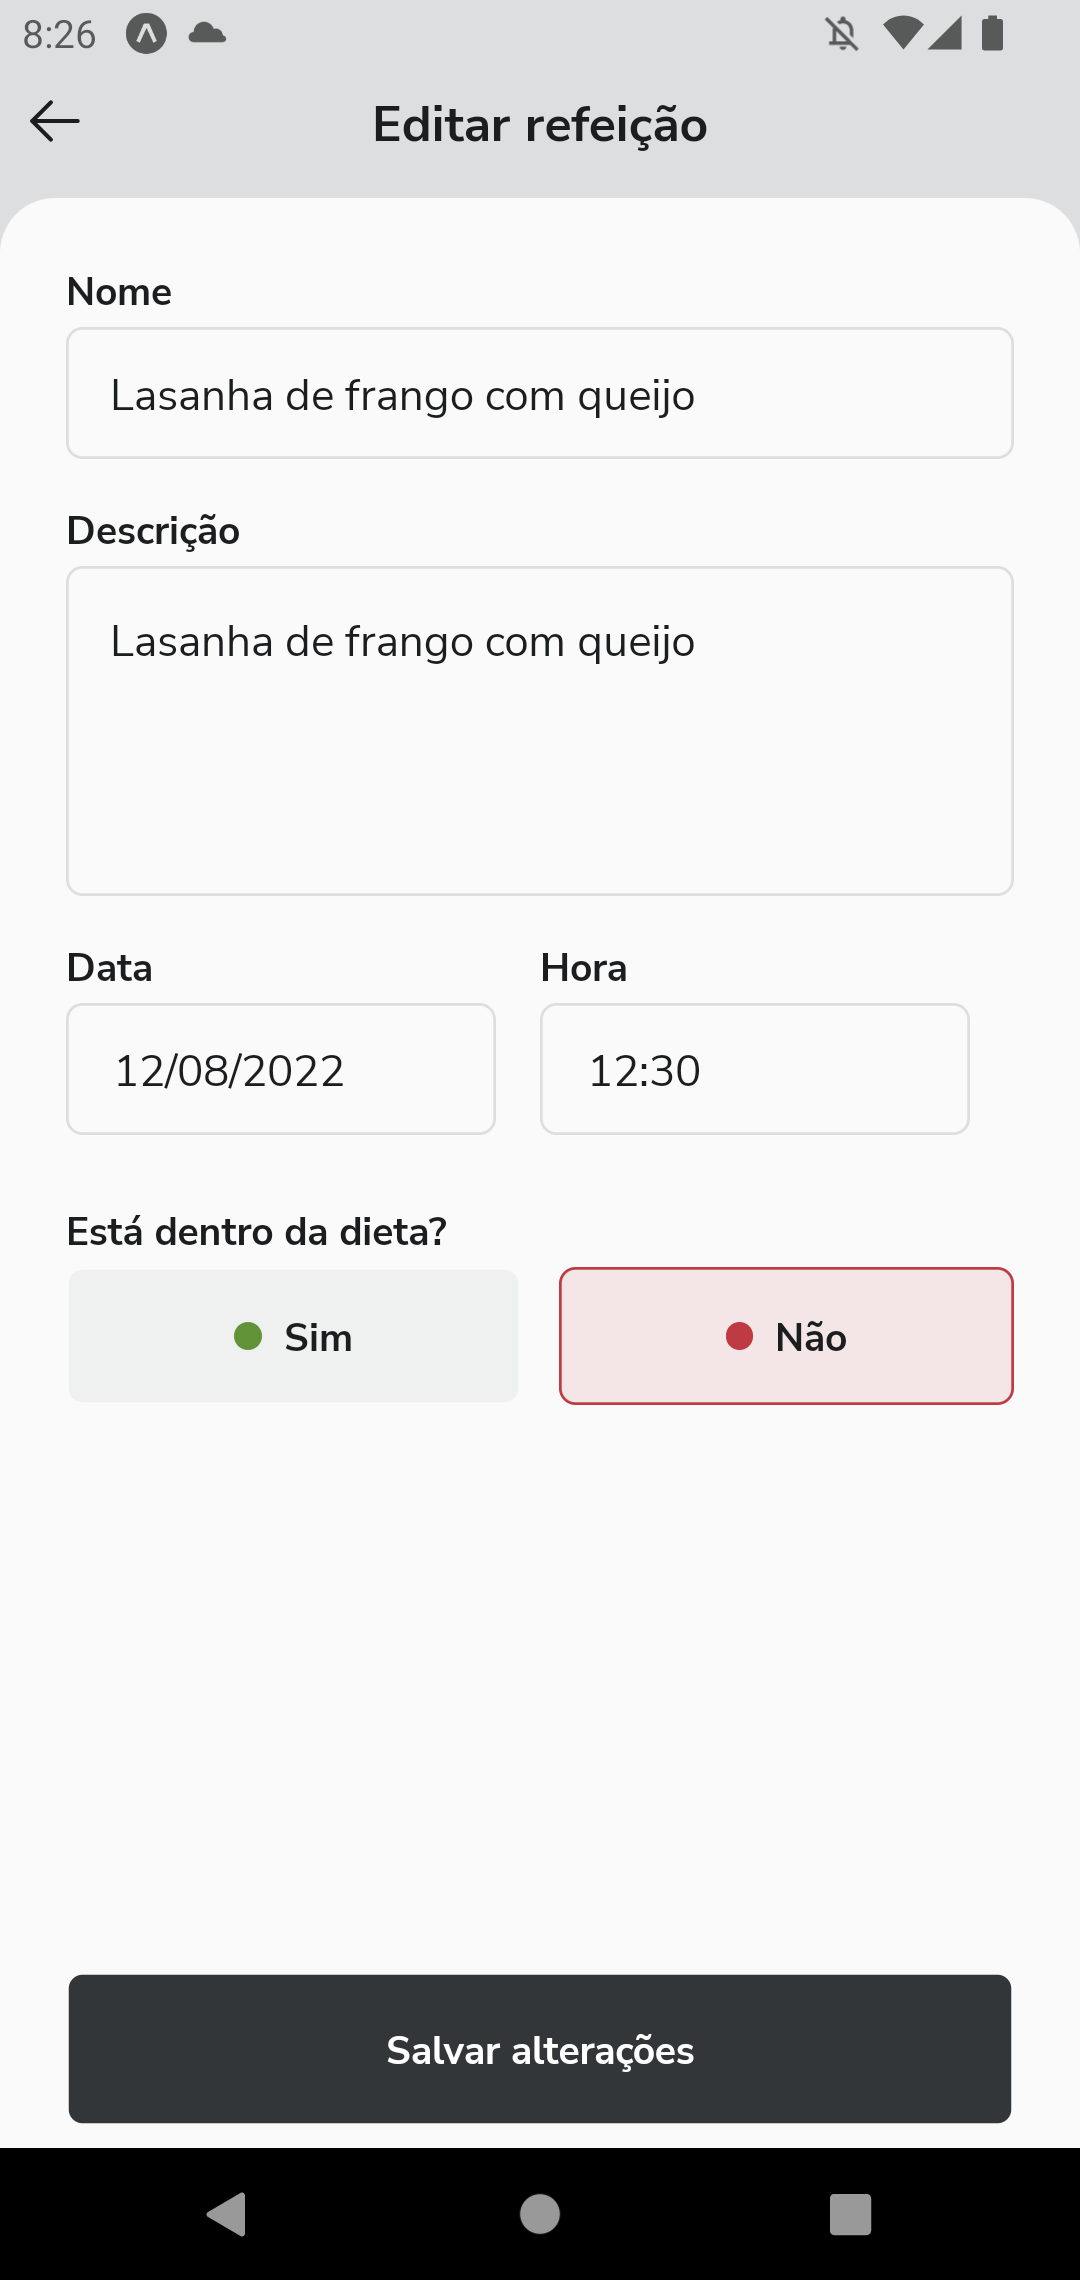 8:26
Editar refeição
Nome
Lasanha de frango com queijo
Descrição
Lasanha de frango com queijo
Data
Hora
12/08/2022
12:30
Está dentro da dieta?
Sim
Não
Salvar alterações